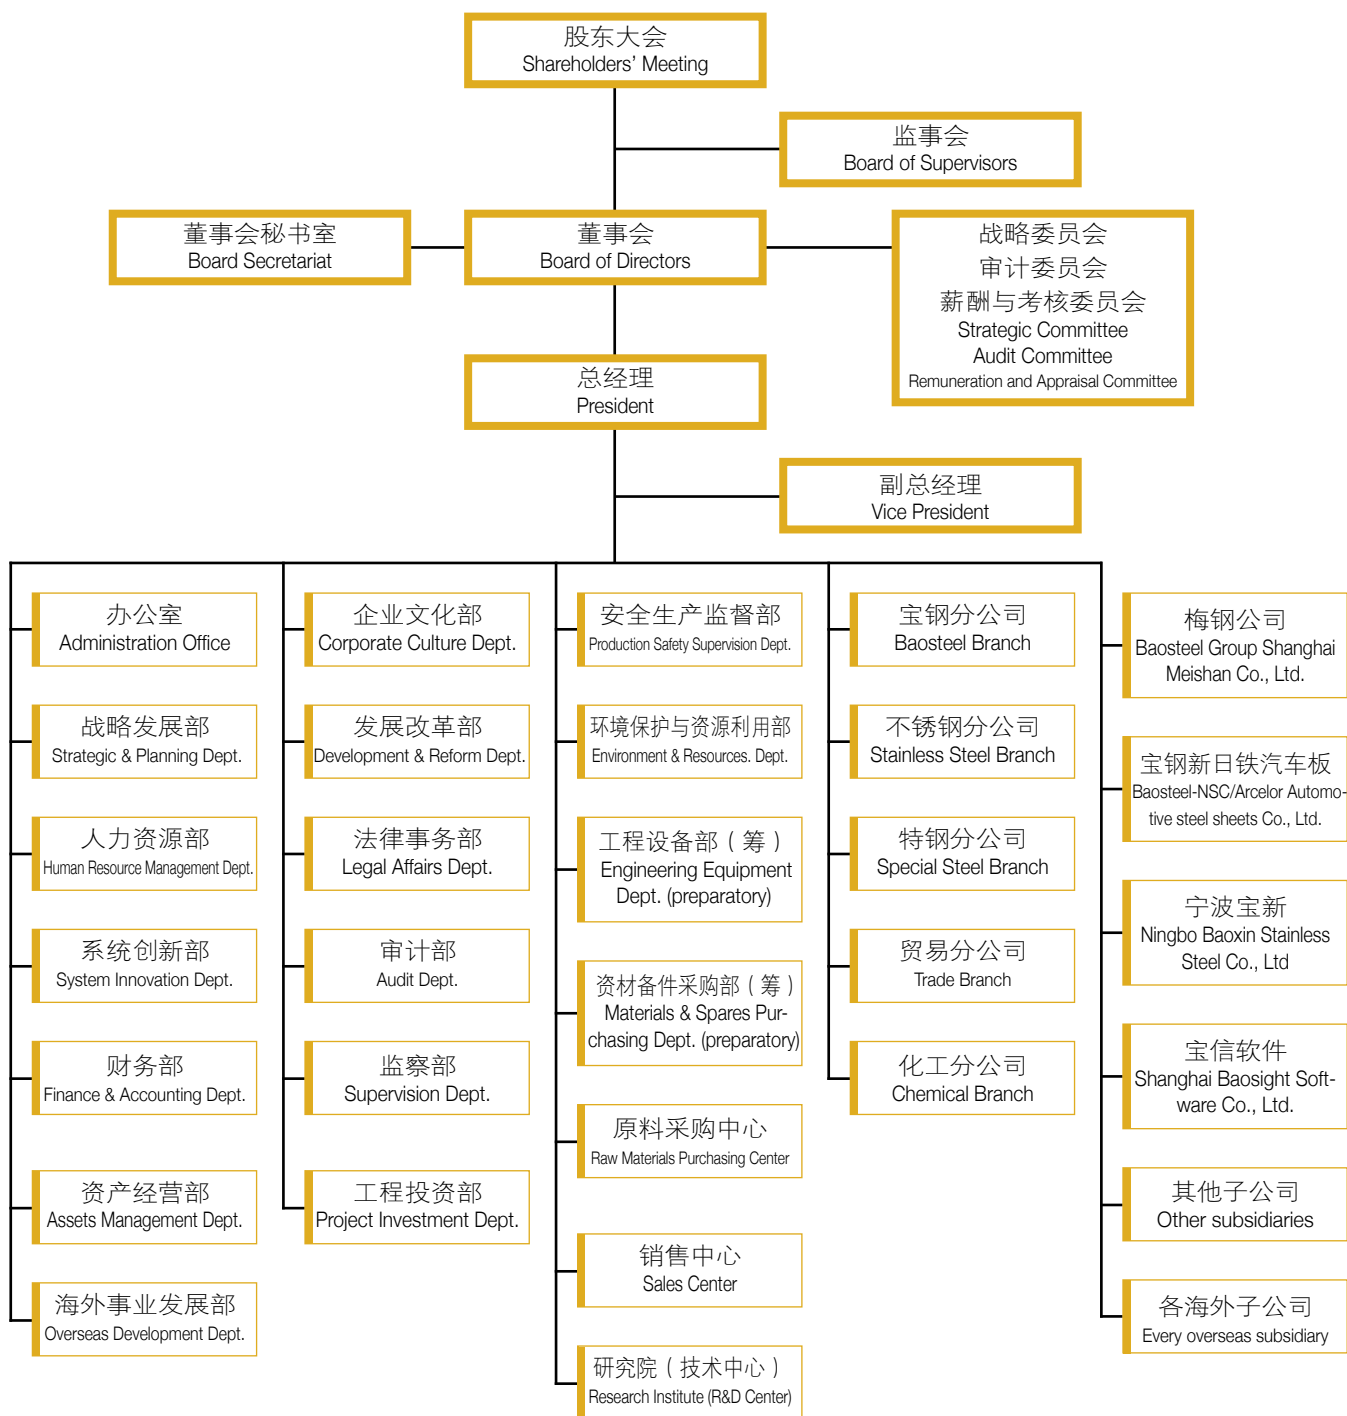 股东大会
Shareholders’ Meeting
监事会
Board of Supervisors
董事会秘书室
Board Secretariat
董事会
Board of Directors
战略委员会
审计委员会
薪酬与考核委员会
Strategic Committee
Audit Committee
Remuneration and Appraisal Committee
总经理
President
副总经理
Vice President
办公室
Administration Office
战略发展部
Strategic & Planning Dept.
人力资源部
Human Resource Management Dept.
系统创新部
System Innovation Dept.
财务部
Finance & Accounting Dept.
资产经营部
Assets Management Dept.
海外事业发展部
Overseas Development Dept.
企业文化部
Corporate Culture Dept.
发展改革部
Development & Reform Dept.
法律事务部
Legal Affairs Dept.
审计部
Audit Dept.
监察部
Supervision Dept.
工程投资部
Project Investment Dept.
安全生产监督部
Production Safety Supervision Dept.
环境保护与资源利用部
Environment & Resources. Dept.
工程设备部（筹）
Engineering Equipment
Dept. (preparatory)
资材备件采购部（筹）
Materials & Spares Pur-
chasing Dept. (preparatory)
原料采购中心
Raw Materials Purchasing Center
销售中心
Sales Center
研究院（技术中心）
Research Institute (R&D Center)
宝钢分公司
Baosteel Branch
不锈钢分公司
Stainless Steel Branch
特钢分公司
Special Steel Branch
贸易分公司
Trade Branch
化工分公司
Chemical Branch
梅钢公司
Baosteel Group Shanghai
Meishan Co., Ltd.
宝钢新日铁汽车板
Baosteel-NSC/Arcelor Automo-
tive steel sheets Co., Ltd.
宁波宝新
Ningbo Baoxin Stainless
Steel Co., Ltd
宝信软件
Shanghai Baosight Soft-
ware Co., Ltd.
其他子公司
Other subsidiaries
各海外子公司
Every overseas subsidiary